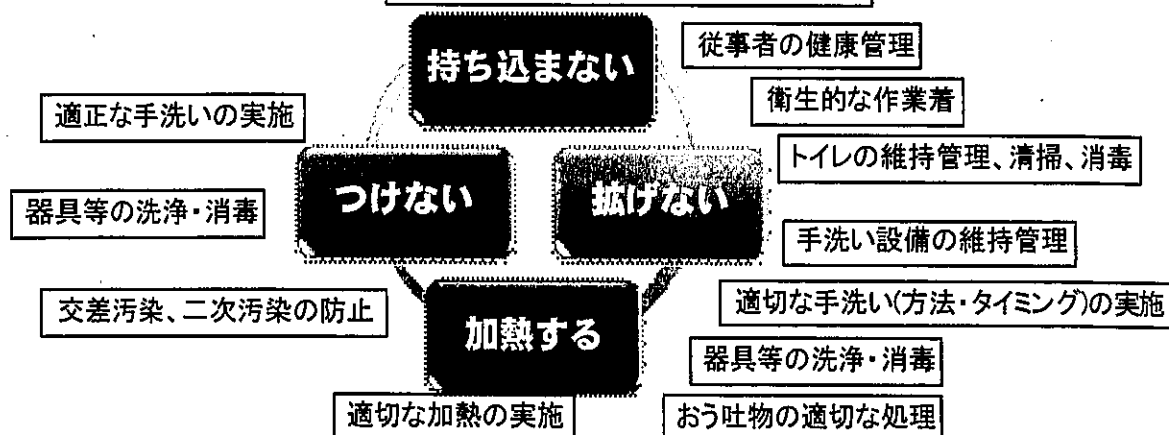 持ち込まない
従事者の健康管理
衛生的な作業着
適正な手洗いの実施
トイレの維持管理、清掃、消毒
つけない
拡げない
器具等の洗浄・消毒
手洗い設備の維持管理
交差汚染、二次汚染の防止
適切な手洗い(方法・タイミング)の実施
加熱する
器具等の洗浄・消毒
適切な加熱の実施
おう吐物の適切な処理